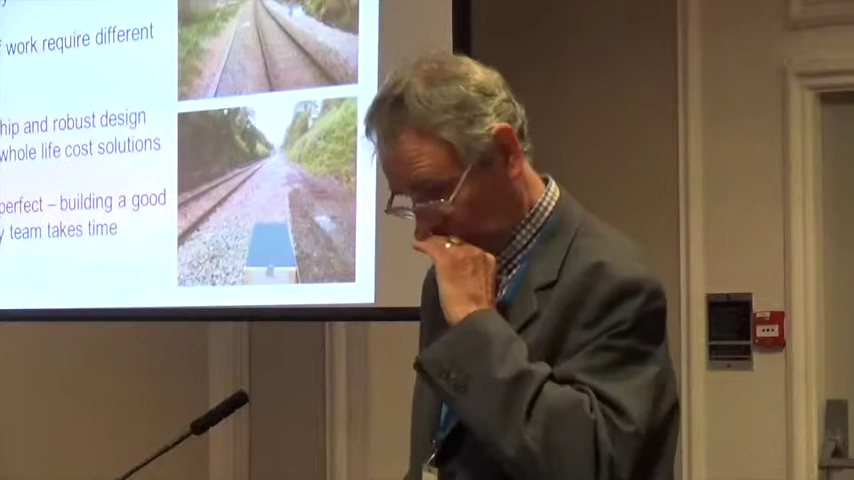 work require different
hip and robust design
whole life cost solutions
perfect – building a good
team takes time